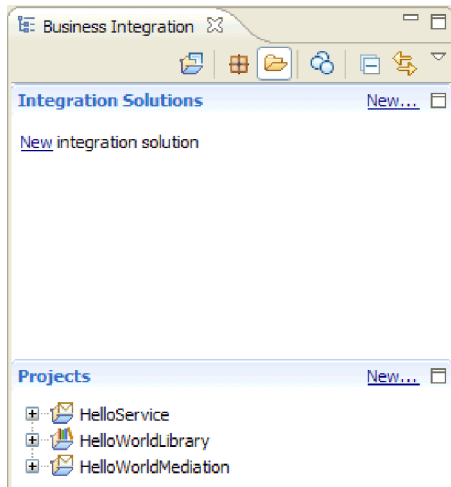 Business Integration
Integration Solutions New...
New integration solution
Projects New...
HelloService
HelloWorldLibrary
HelloWorldMediation